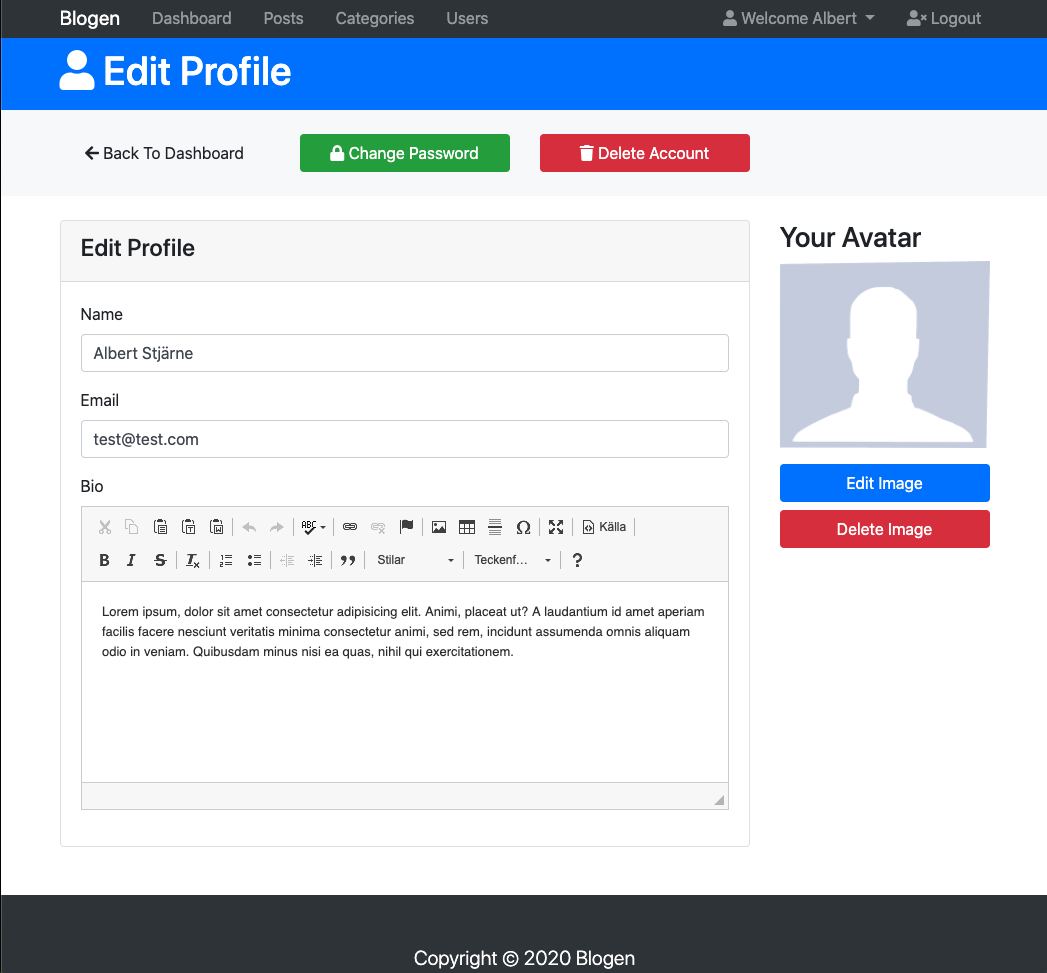 Blogen Dashboard Posts Categories Users Welcome Albert Logout
Edit Profile
Back To Dashboard Change Password Delete Account
Edit Profile
Name
Albert Stjärne
Email
test@test.com
Bio
ABC Ω Källa
B I S Tx Stilar Teckenf... ?
Lorem ipsum, dolor sit amet consectetur adipisicing elit. Animi, placeat ut? A laudantium id amet aperiam
facilis facere nesciunt veritatis minima consectetur animi, sed rem, incidunt assumenda omnis aliquam
odio in veniam. Quibusdam minus nisi ea quas, nihil qui exercitationem.
Your Avatar
Edit Image
Delete Image
Copyright © 2020 Blogen